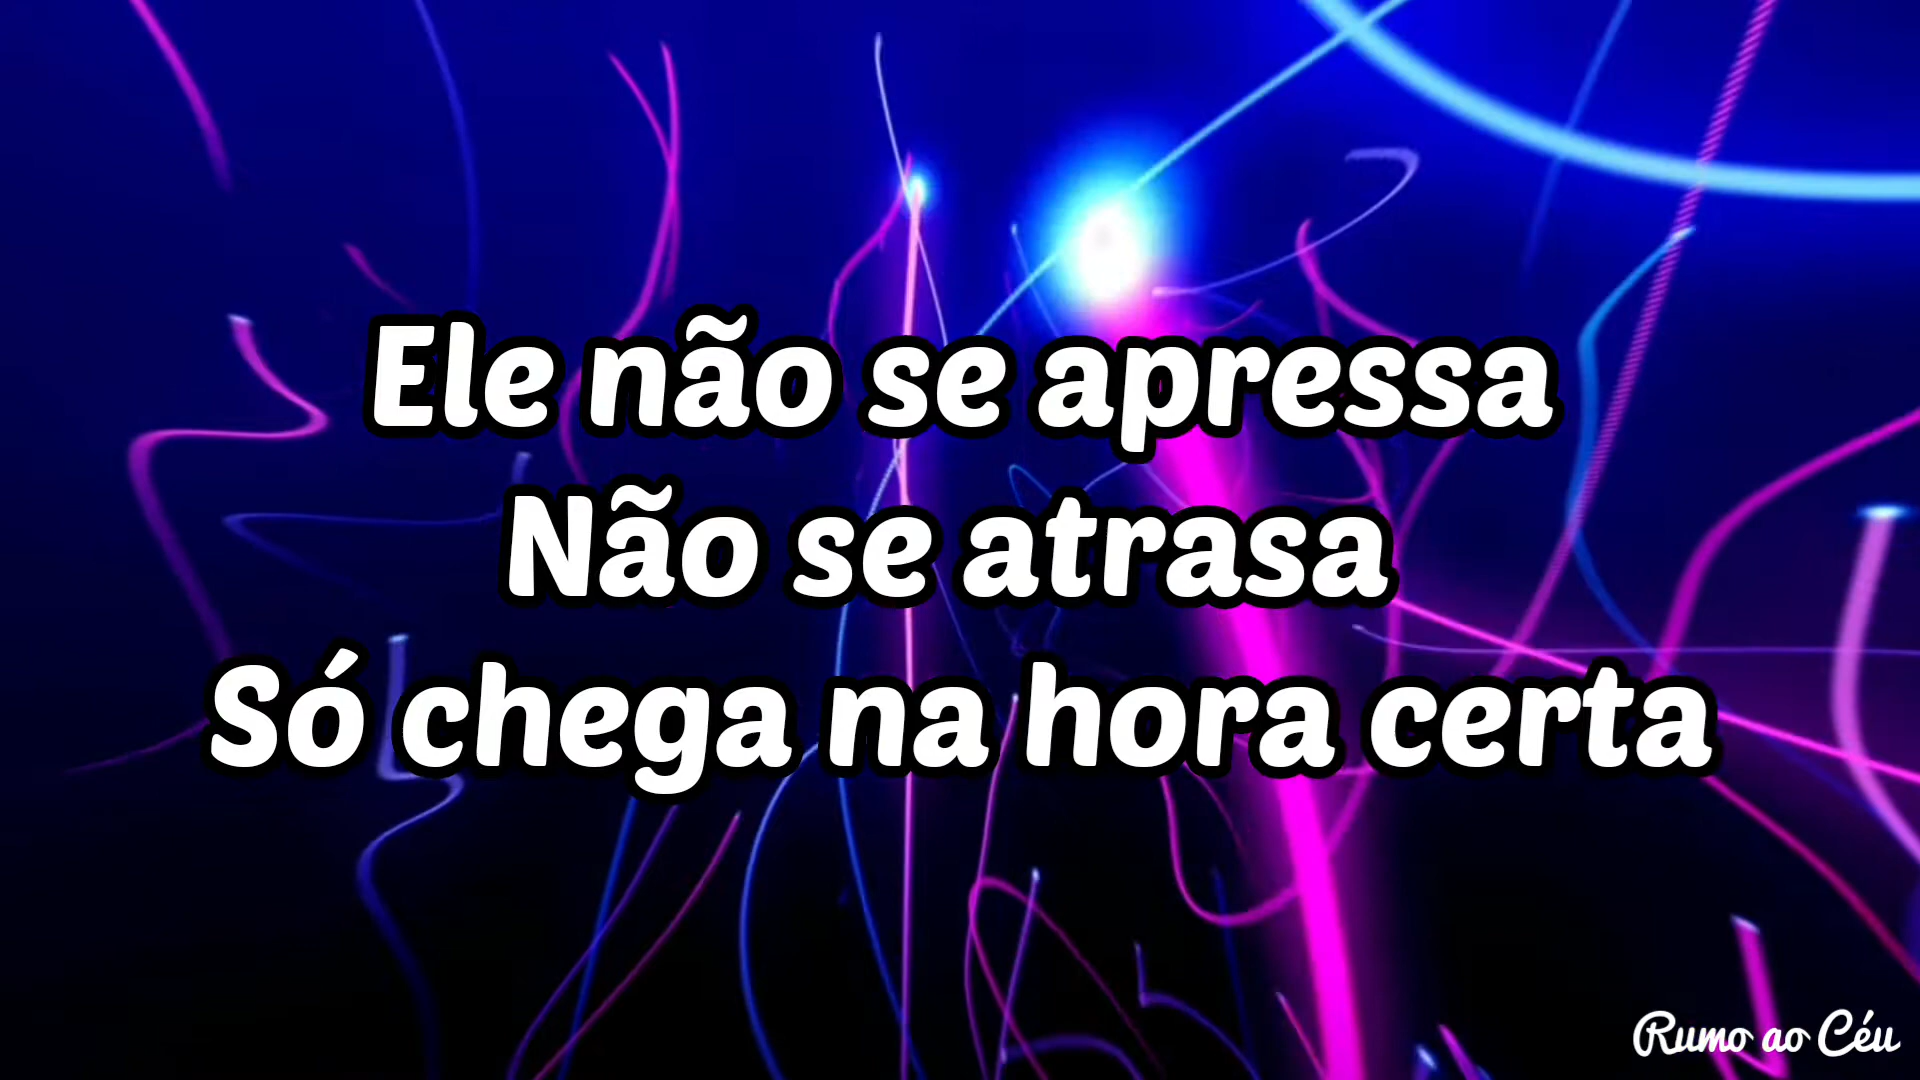 Ele não se apressa
Não se atrasa
Só chega na hora certa
Rumo ao Céu